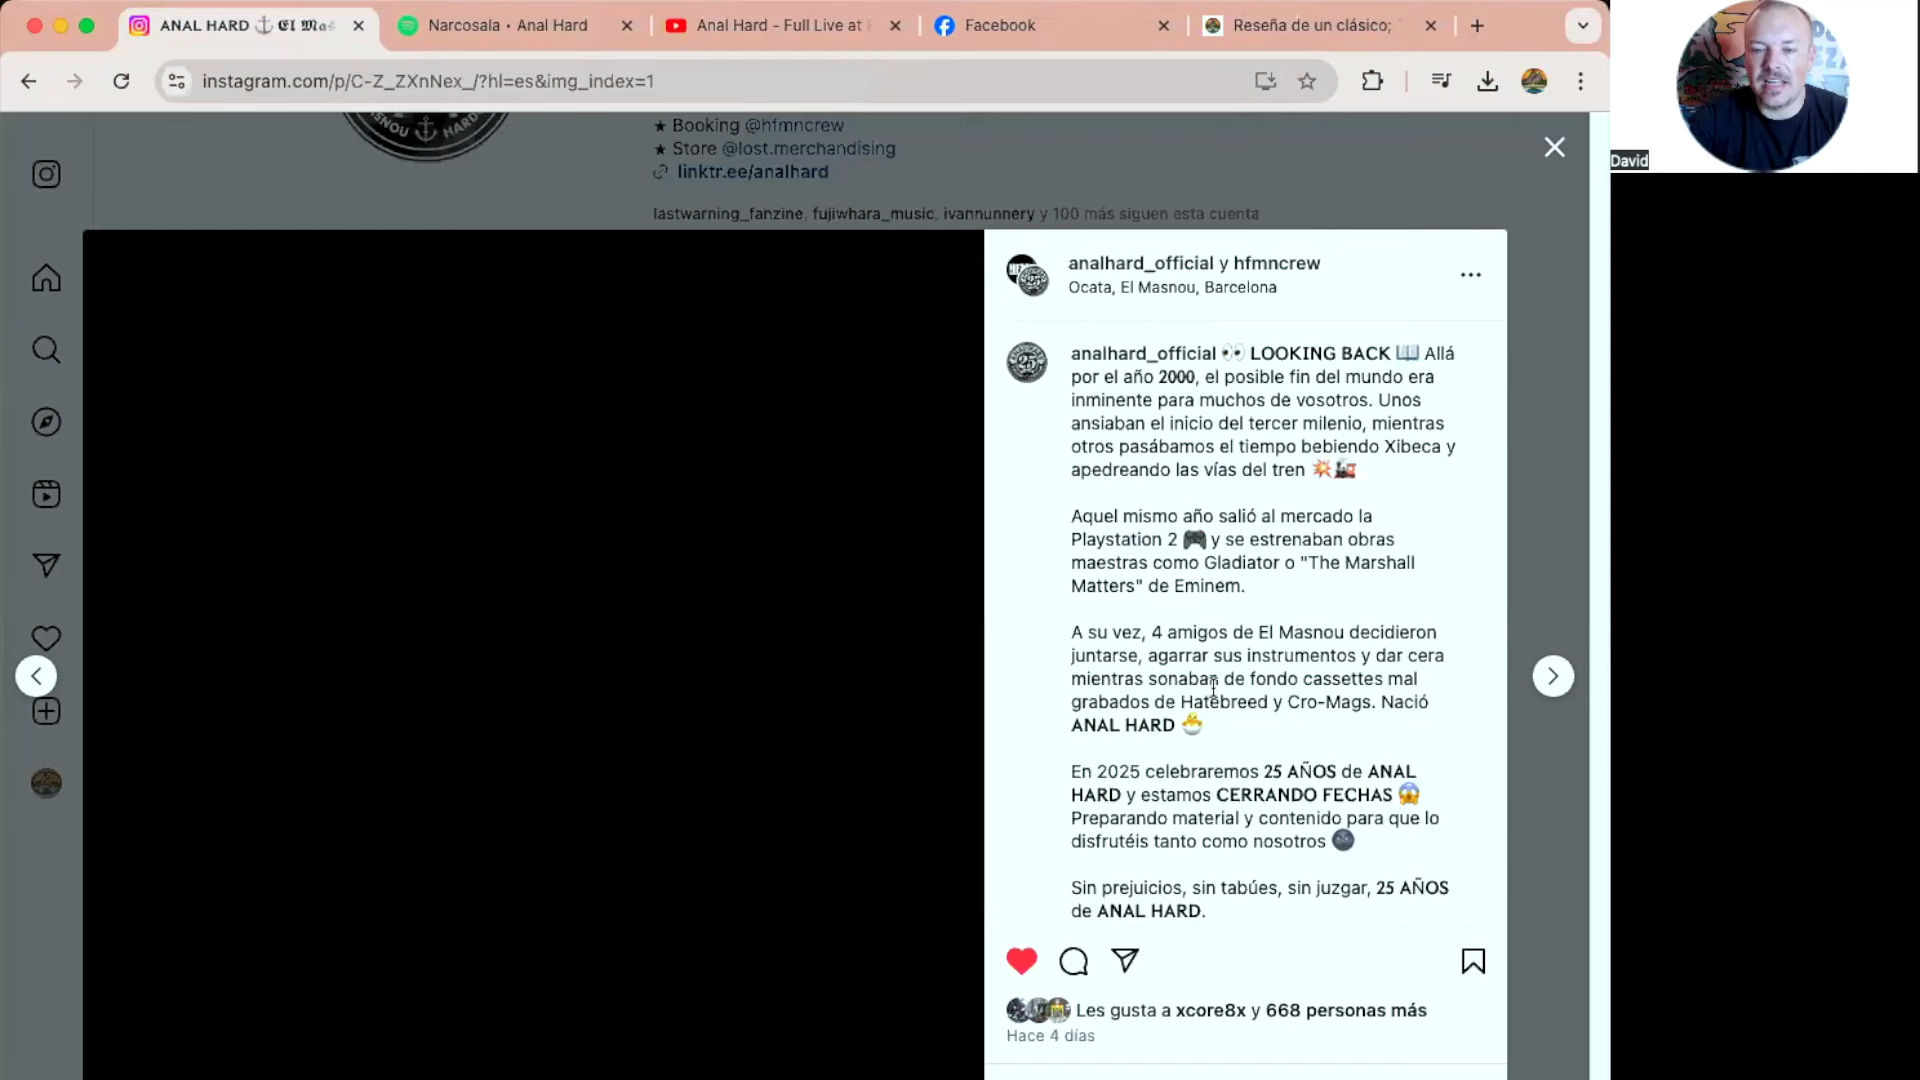 ANAL HARD ⚓ 𝕰𝖑 𝕸𝖆𝖘
Narcosala • Anal Hard
Anal Hard - Full Live at
Facebook
Reseña de un clásico;
instagram.com/p/C-Z_ZXnNex_/?hl=es&img_index=1
MASNOU HARD
★ Booking @hfmncrew
★ Store @lost.merchandising
linktr.ee/analhard
lastwarning_fanzine, fujiwhara_music, ivannunnery y 100 más siguen esta cuenta
David
analhard_official y hfmncrew
Ocata, El Masnou, Barcelona
analhard_official 👀 LOOKING BACK 📖 Allá
por el año 2000, el posible fin del mundo era
inminente para muchos de vosotros. Unos
ansiaban el inicio del tercer milenio, mientras
otros pasábamos el tiempo bebiendo Xibeca y
apedreando las vías del tren 💥🚂
Aquel mismo año salió al mercado la
Playstation 2 🎮 y se estrenaban obras
maestras como Gladiator o "The Marshall
Matters" de Eminem.
A su vez, 4 amigos de El Masnou decidieron
juntarse, agarrar sus instrumentos y dar cera
mientras sonaban de fondo cassettes mal
grabados de Hatebreed y Cro-Mags. Nació
ANAL HARD 🐣
En 2025 celebraremos 25 AÑOS de ANAL
HARD y estamos CERRANDO FECHAS 😱
Preparando material y contenido para que lo
disfrutéis tanto como nosotros 🌚
Sin prejuicios, sin tabúes, sin juzgar, 25 AÑOS
de ANAL HARD.
Les gusta a xcore8x y 668 personas más
Hace 4 días